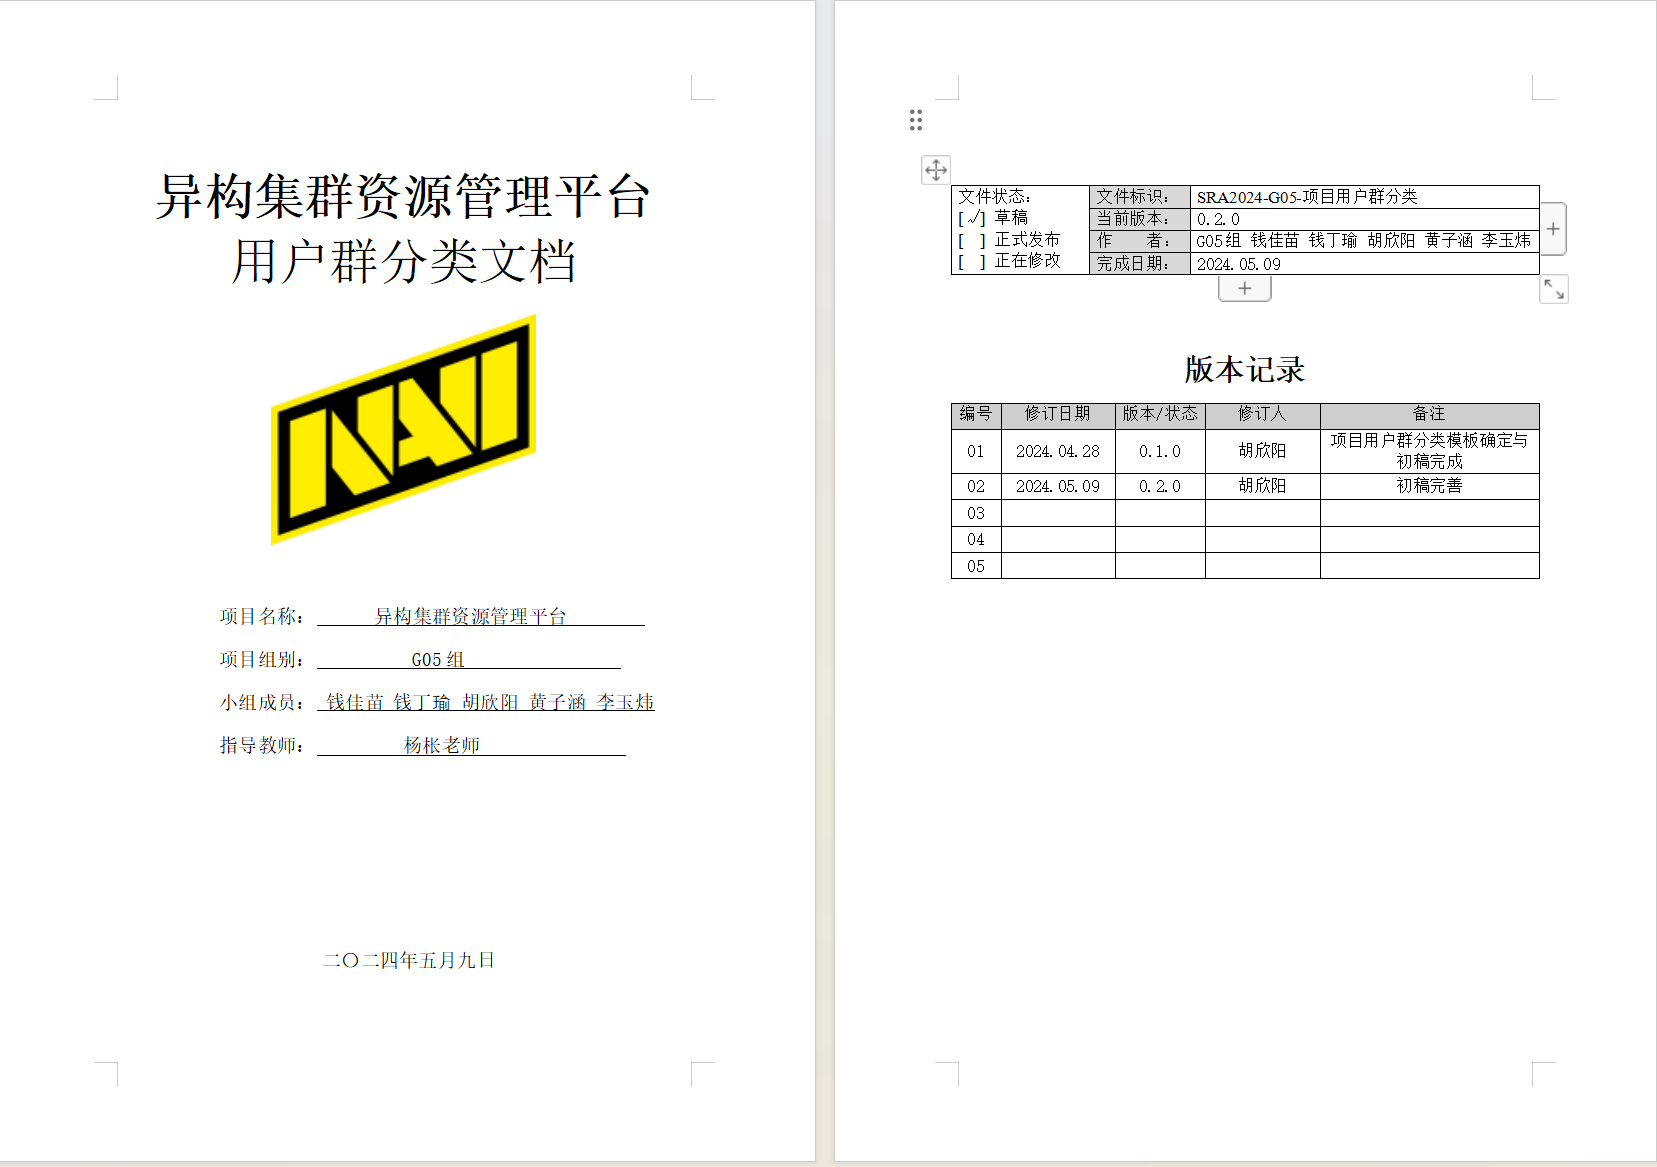 异构集群资源管理平台
用户群分类文档
NAVI
项目名称： 异构集群资源管理平台
项目组别： G05 组
小组成员： 钱佳苗 钱丁瑜 胡欣阳 黄子涵 李玉炜
指导教师： 杨枨老师
二〇二四年五月九日
文件状态：
[√] 草稿
[ ] 正式发布
[ ] 正在修改
文件标识： SRA2024-G05-项目用户群分类
当前版本： 0.2.0
作 者： G05组 钱佳苗 钱丁瑜 胡欣阳 黄子涵 李玉炜
完成日期： 2024.05.09
版本记录
编号 修订日期 版本/状态 修订人 备注
01 2024.04.28 0.1.0 胡欣阳 项目用户群分类模板确定与
初稿完成
02 2024.05.09 0.2.0 胡欣阳 初稿完善
03
04
05